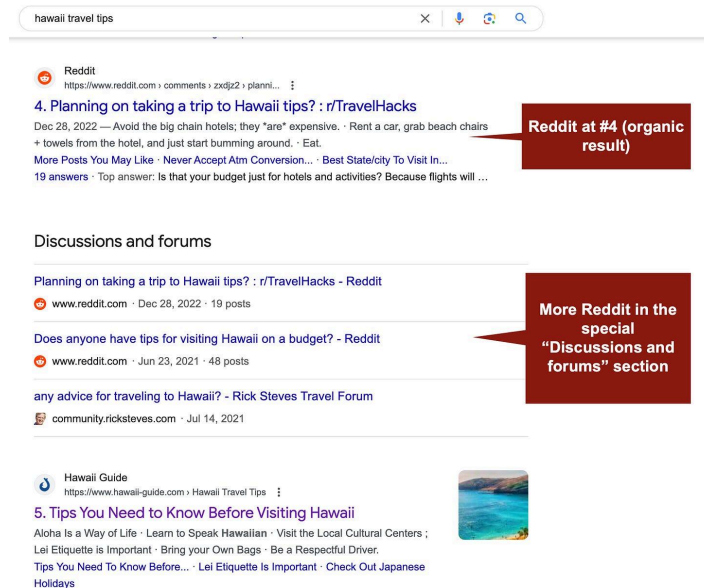 hawaii travel tips
Reddit
https://www.reddit.com › comments › zxdjz2 › planni...
4. Planning on taking a trip to Hawaii tips? : r/TravelHacks
Dec 28, 2022 — Avoid the big chain hotels; they *are* expensive. · Rent a car, grab beach chairs
+ towels from the hotel, and just start bumming around. · Eat.
More Posts You May Like · Never Accept Atm Conversion... · Best State/city To Visit In...
19 answers · Top answer: Is that your budget just for hotels and activities? Because flights will ...
Reddit at #4 (organic
result)
Discussions and forums
Planning on taking a trip to Hawaii tips? : r/TravelHacks - Reddit
www.reddit.com · Dec 28, 2022 · 19 posts
Does anyone have tips for visiting Hawaii on a budget? - Reddit
www.reddit.com · Jun 23, 2021 · 48 posts
any advice for traveling to Hawaii? - Rick Steves Travel Forum
community.ricksteves.com · Jul 14, 2021
More Reddit in the
special
“Discussions and
forums” section
Hawaii Guide
https://www.hawaii-guide.com › Hawaii Travel Tips
5. Tips You Need to Know Before Visiting Hawaii
Aloha Is a Way of Life · Learn to Speak Hawaiian · Visit the Local Cultural Centers ;
Lei Etiquette is Important · Bring your Own Bags · Be a Respectful Driver.
Tips You Need To Know Before... · Lei Etiquette Is Important · Check Out Japanese
Holidays